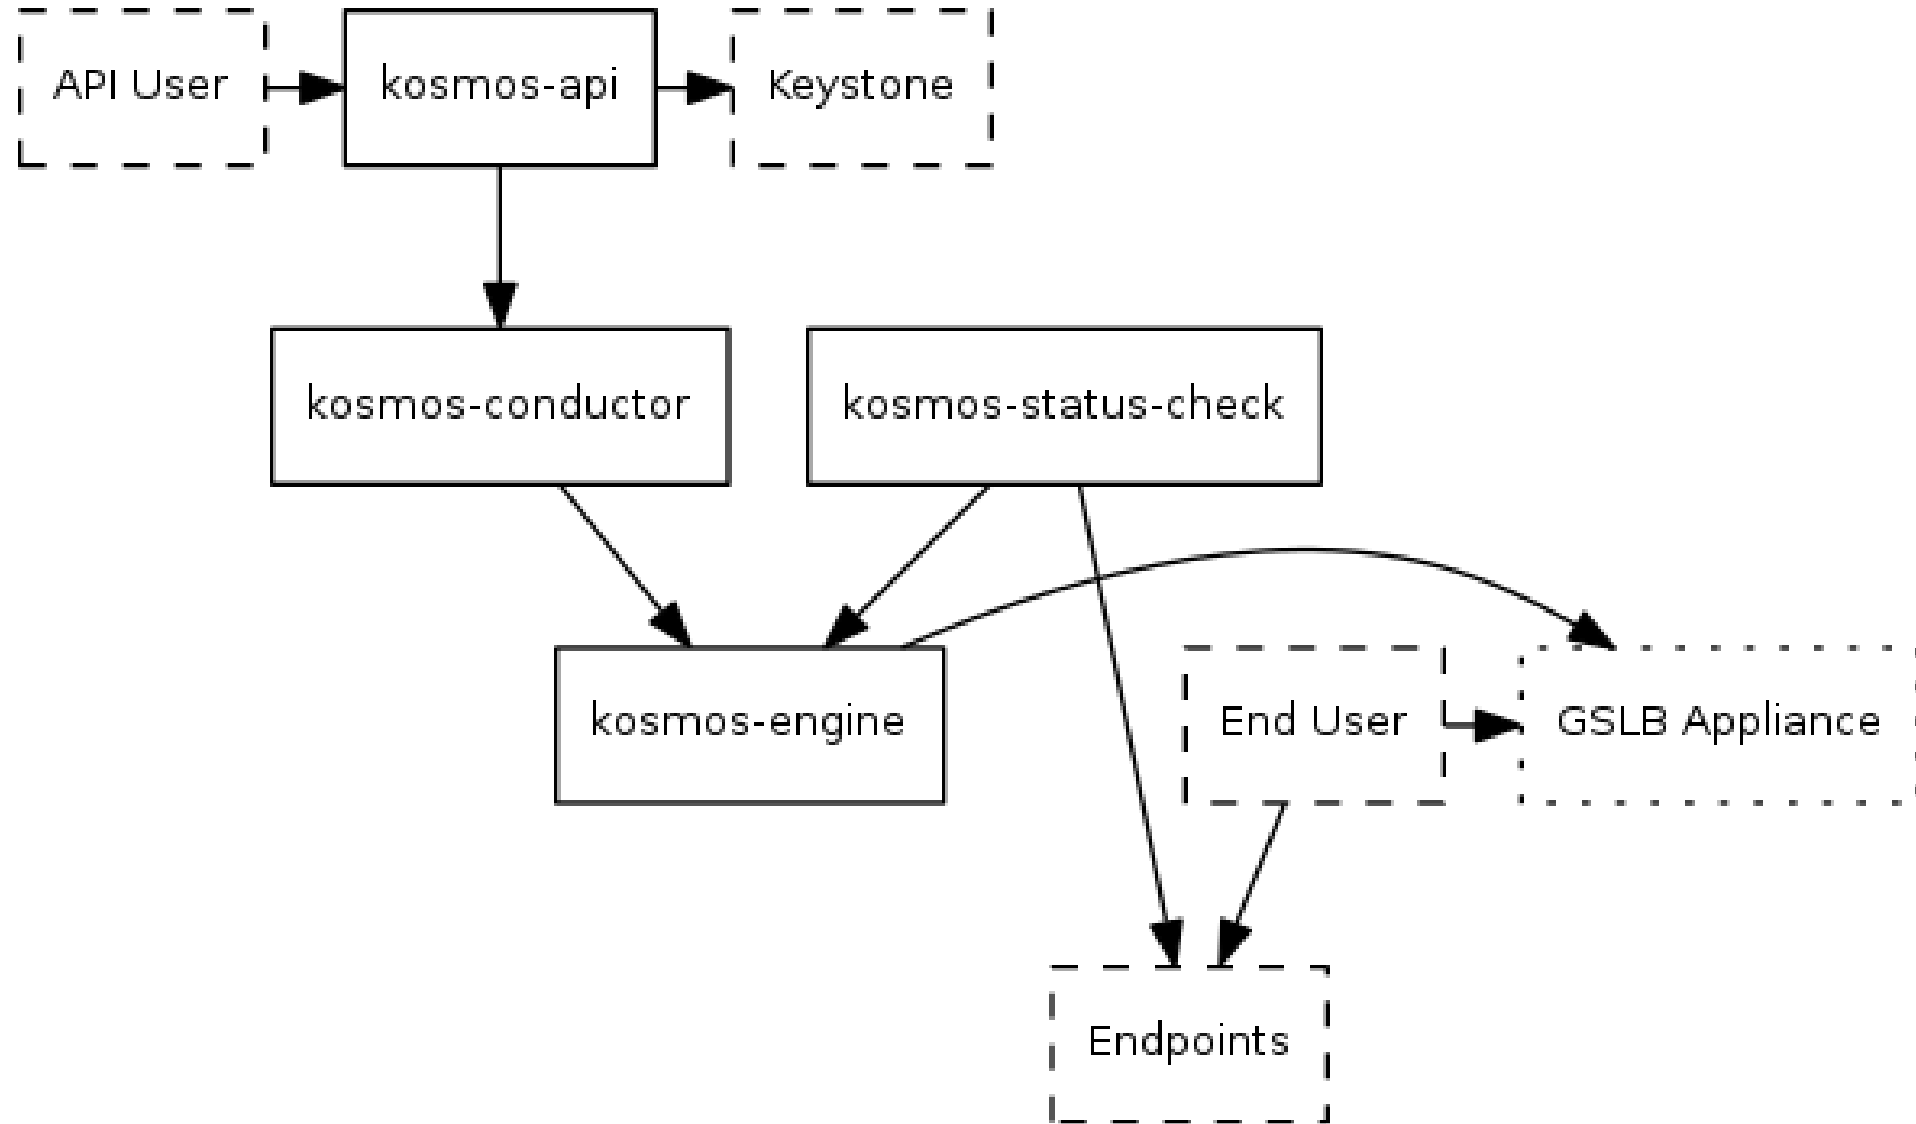 API User
kosmos-api
Keystone
kosmos-conductor
kosmos-status-check
kosmos-engine
End User
GSLB Appliance
Endpoints